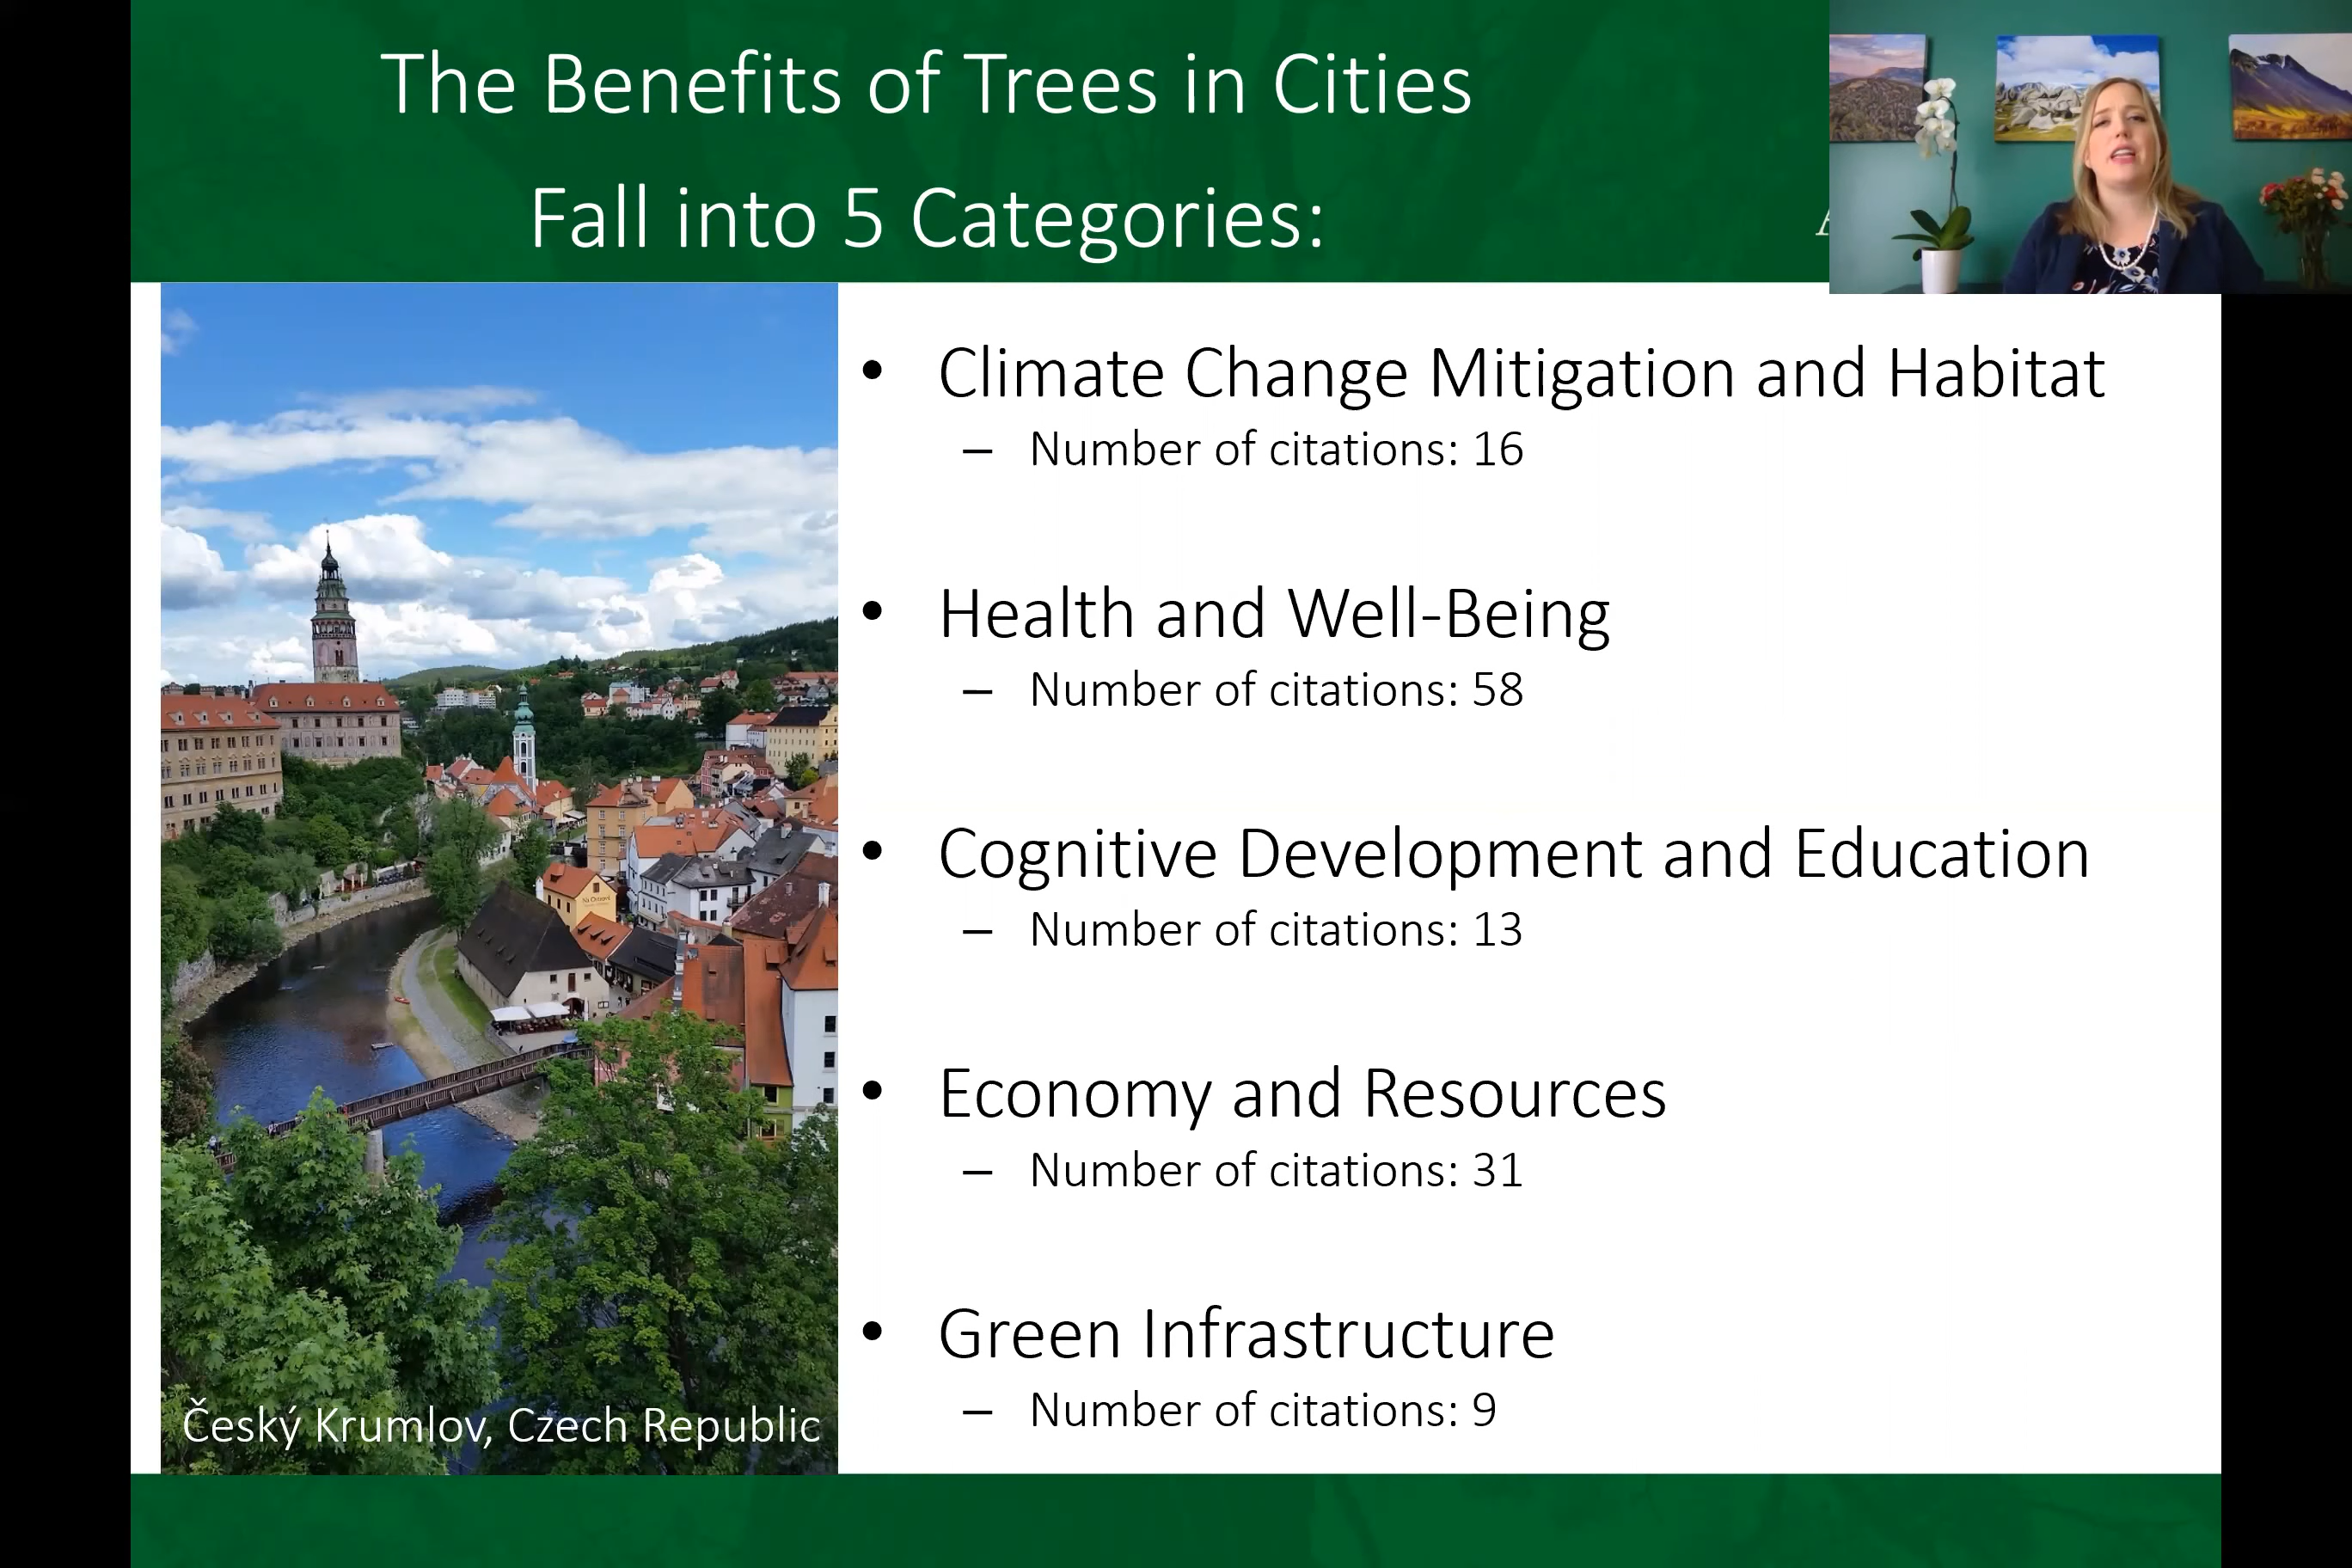 The Benefits of Trees in Cities
Fall into 5 Categories:
• Climate Change Mitigation and Habitat
– Number of citations: 16
• Health and Well-Being
– Number of citations: 58
• Cognitive Development and Education
– Number of citations: 13
• Economy and Resources
– Number of citations: 31
• Green Infrastructure
– Number of citations: 9
Český Krumlov, Czech Republic